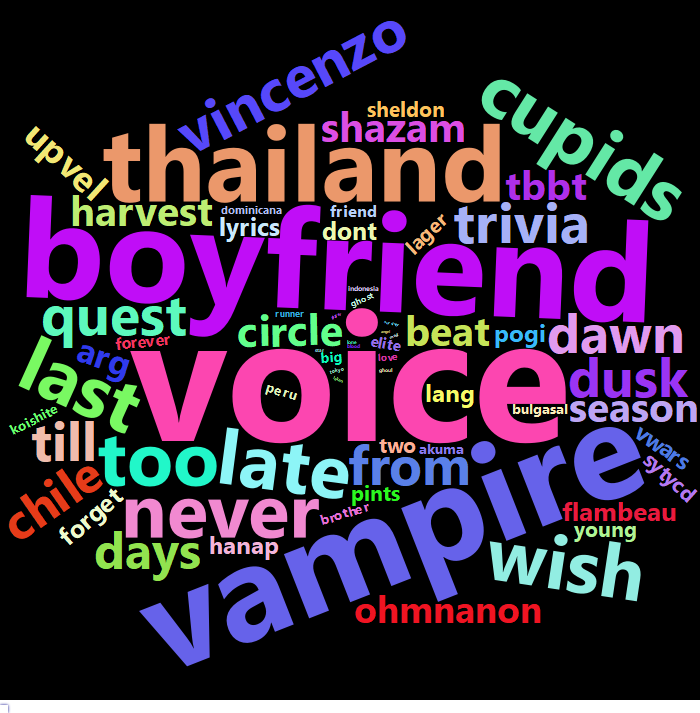 vincenzo
cupids
sheldon
shazam
upvel
thailand
tbbt
harvest
dominicana
friend
lyrics
dont
lager
trivia
boyfriend
indonesia
ghost
quest
runner
circle
beat
pogi
dawn
forever
arg
elite
big
love
last
voice
tokyo
ghoul
dusk
peru
lang
bulgasal
season
koishite
till
too
late
two
akuma
from
vwars
sytycd
chile
forget
never
pints
brother
flambeau
young
days
hanap
vampire
wish
ohmnanon